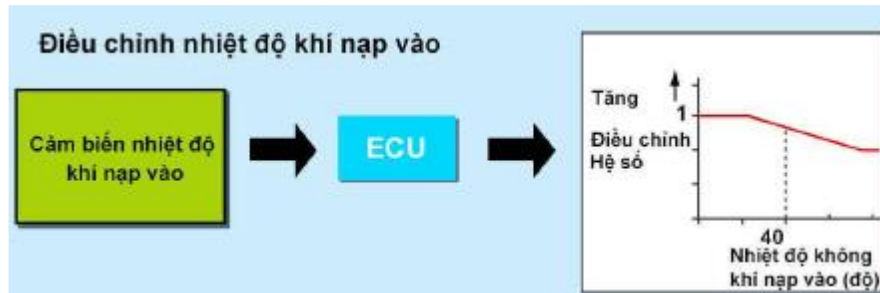 Điều chỉnh nhiệt độ khí nạp vào
Cảm biến nhiệt độ
khí nạp vào
ECU
Tăng
1
Điều chỉnh
Hệ số
40
Nhiệt độ không
khí nạp vào (độ)